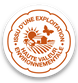 ISSU D'UNE EXPLOITATION
HAUTE VALEUR
ENVIRONNEMENTALE